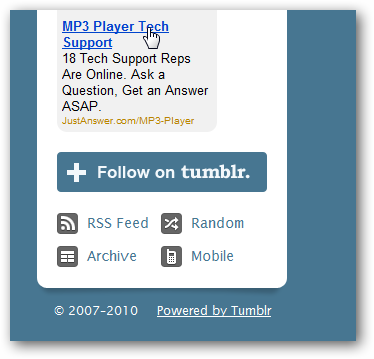 MP3 Player Tech
Support
18 Tech Support Reps
Are Online. Ask a
Question, Get an Answer
ASAP.
JustAnswer.com/MP3-Player
Follow on tumblr.
RSS Feed Random
Archive Mobile
© 2007–2010 Powered by Tumblr